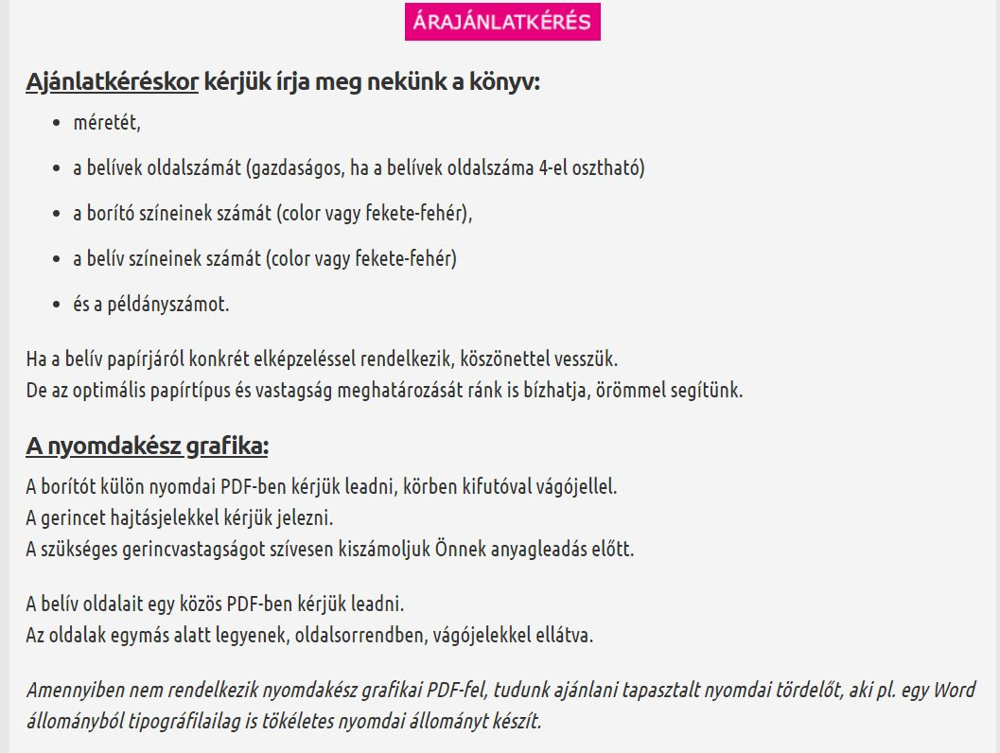 ÁRAJÁNLATKÉRÉS
Ajánlatkéréskor kérjük írja meg nekünk a könyv:
• méretét,
• a belívek oldalszámát (gazdaságos, ha a belívek oldalszáma 4-el osztható)
• a borító színeinek számát (color vagy fekete-fehér),
• a belív színeinek számát (color vagy fekete-fehér)
• és a példányszámot.
Ha a belív papírjáról konkrét elképzeléssel rendelkezik, köszönettel vesszük.
De az optimális papírtípus és vastagság meghatározását ránk is bízhatja, örömmel segítünk.
A nyomdakész grafika:
A borítót külön nyomdai PDF-ben kérjük leadni, körben kifutóval vágójellel.
A gerincet hajtásjelekkel kérjük jelezni.
A szükséges gerincvastagságot szívesen kiszámoljuk Önnek anyagleadás előtt.
A belív oldalait egy közös PDF-ben kérjük leadni.
Az oldalak egymás alatt legyenek, oldalsorrendben, vágójelekkel ellátva.
Amennyiben nem rendelkezik nyomdakész grafikai PDF-fel, tudunk ajánlani tapasztalt nyomdai tördelőt, aki pl. egy Word
állományból tipográfilailag is tökéletes nyomdai állományt készít.